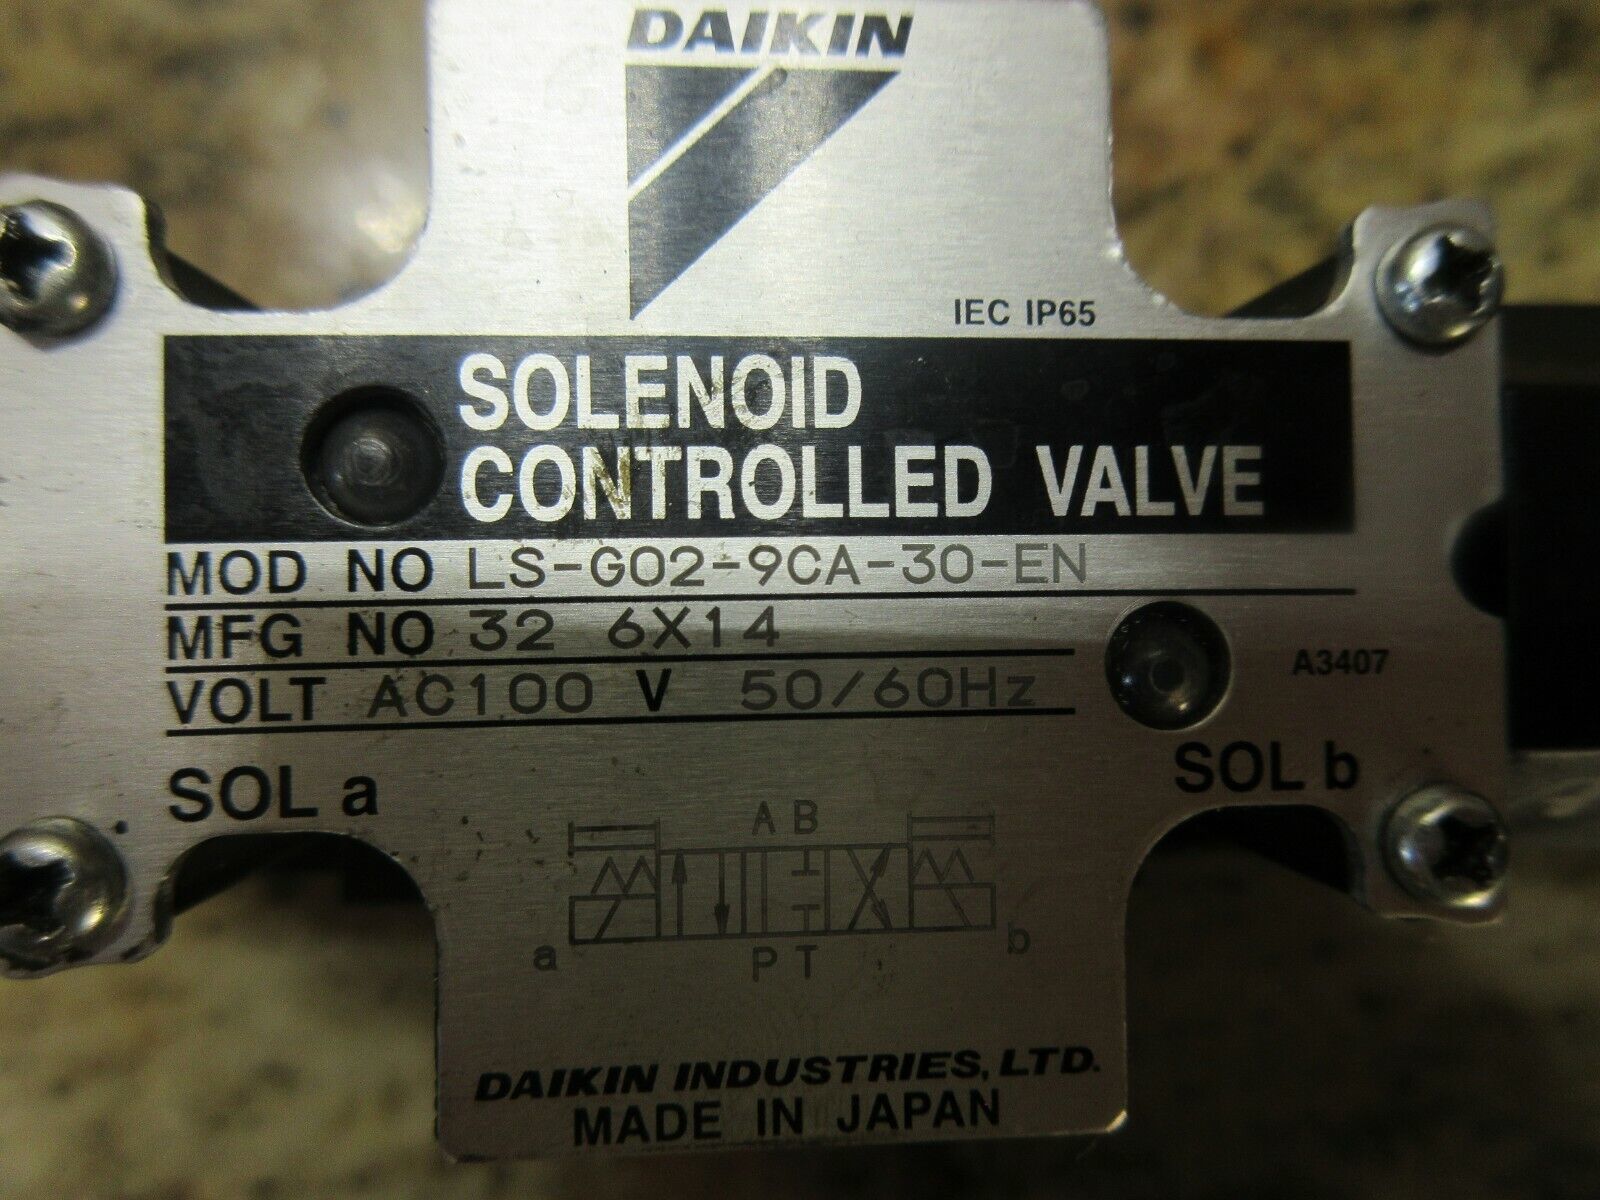 DAIKIN
IEC IP65
SOLENOID
CONTROLLED VALVE
MOD NO LS-G02-9CA-30-EN
MFG NO 32 6X14
VOLT AC100 V 50/60Hz
A3407
SOL a
SOL b
A B
a
b
P T
DAIKIN INDUSTRIES, LTD.
MADE IN JAPAN